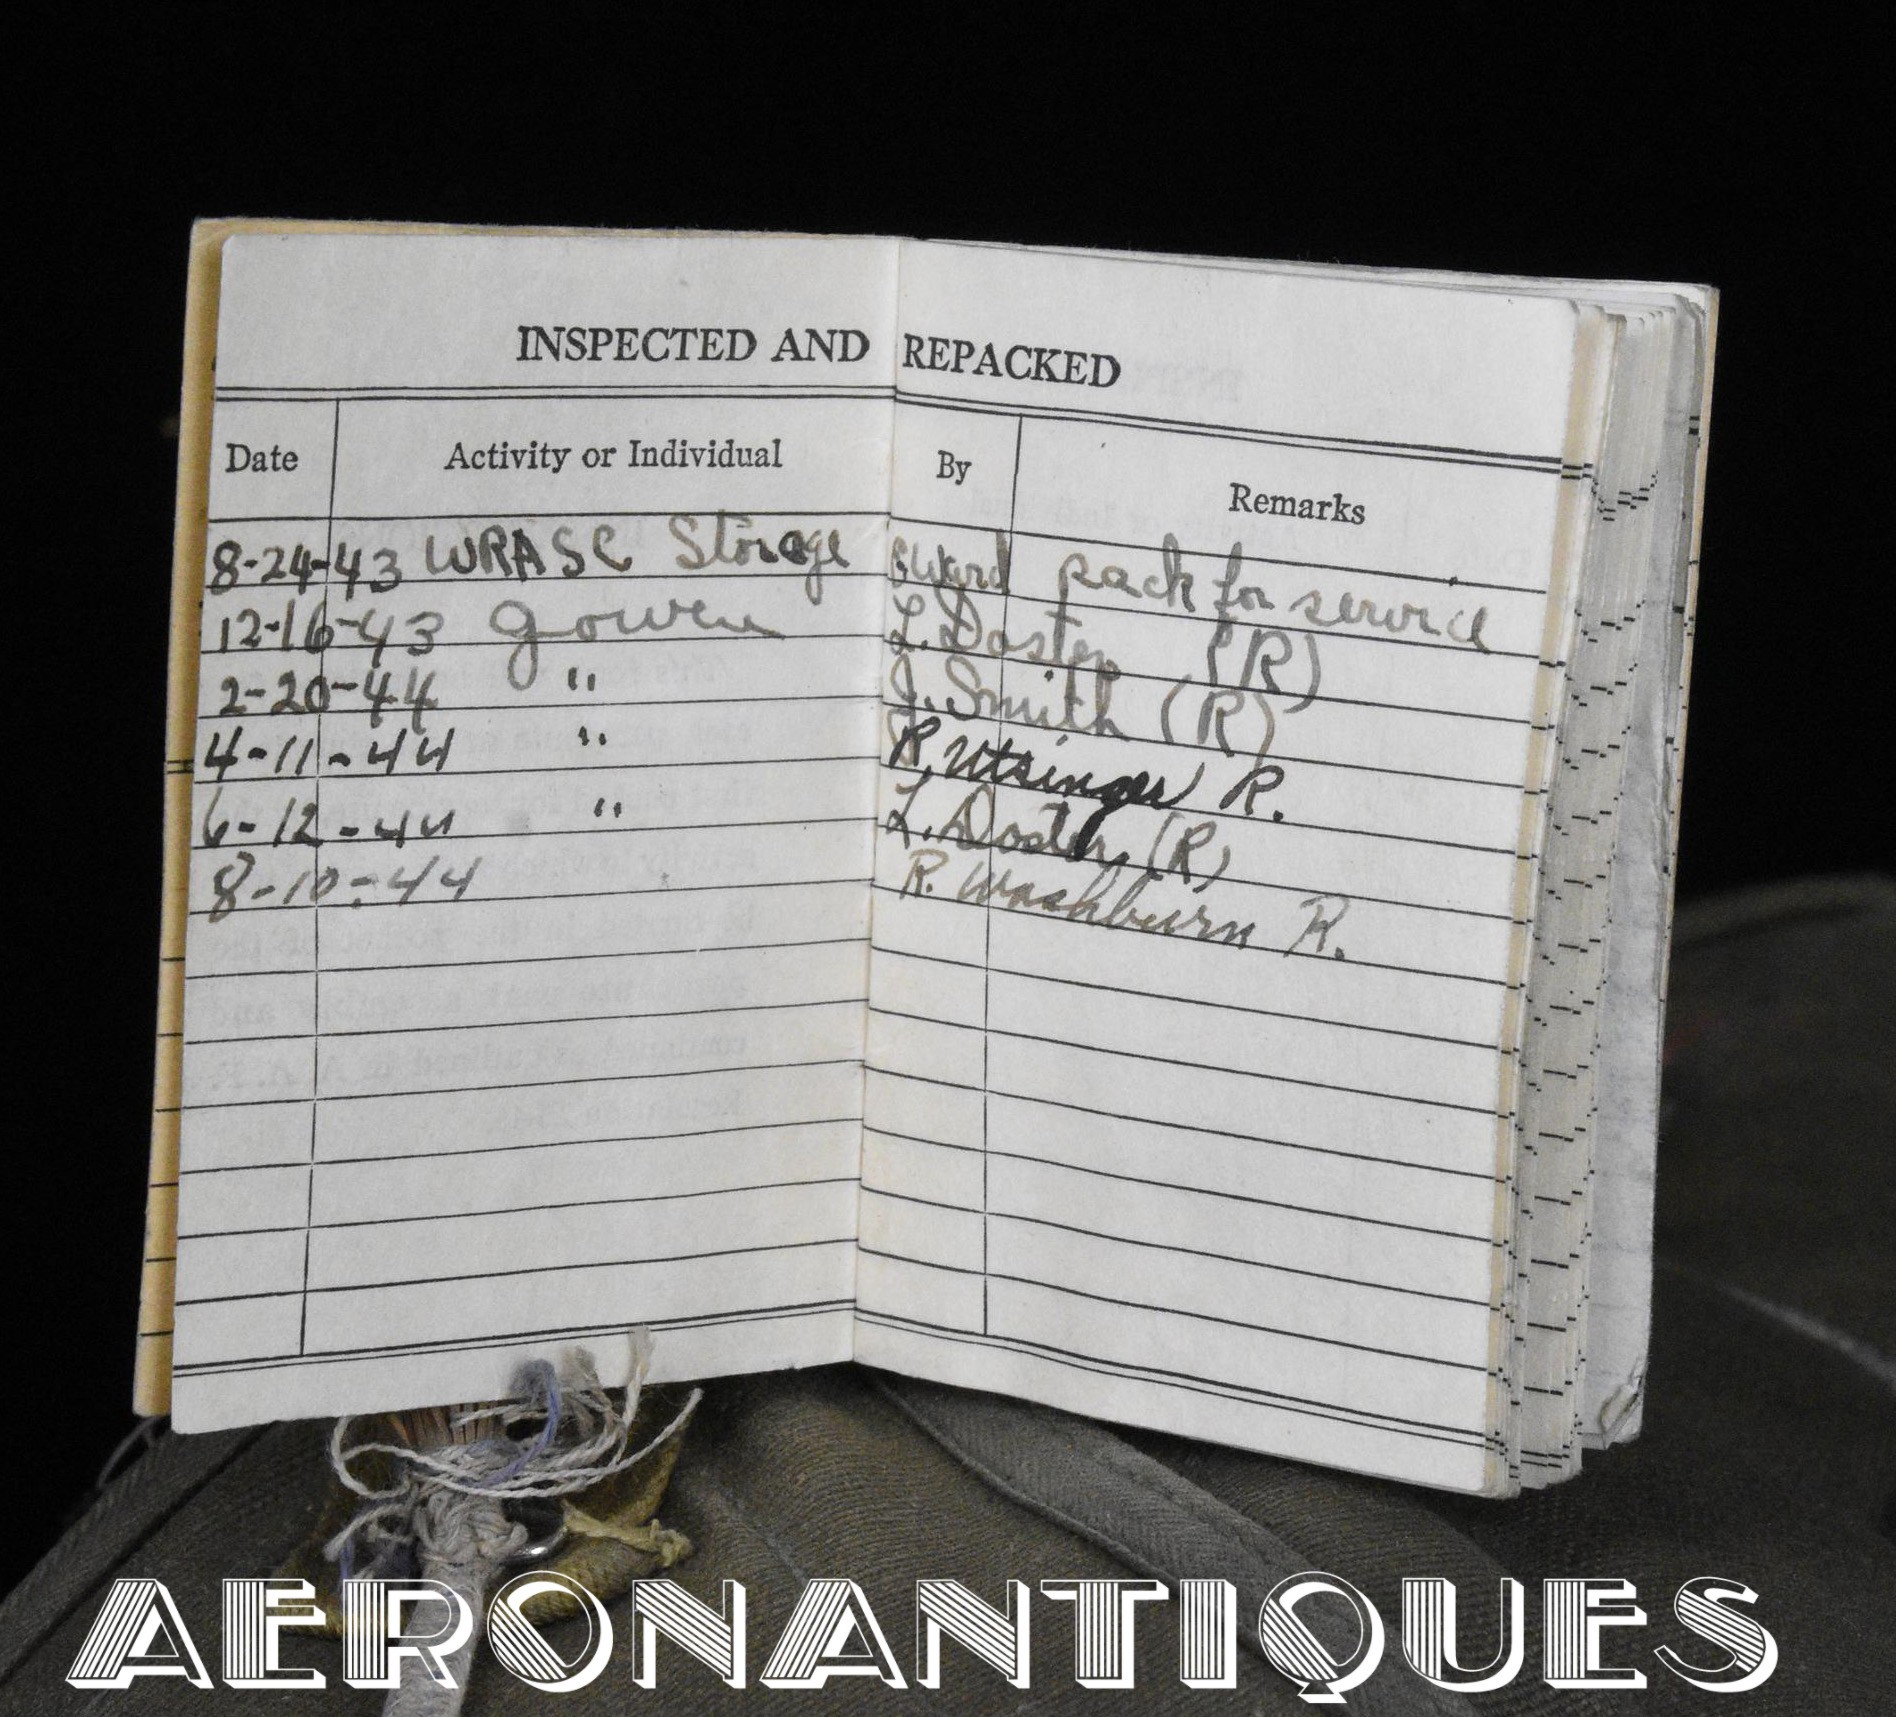 INSPECTED AND REPACKED
Date Activity or Individual By Remarks
8-24-43 WRASC Storage Ward pack for service
12-16-43 Gowen L. Doster (R)
2-20-44 " J. Smith (R)
4-11-44 " R. Utsinger R.
6-12-44 " L. Doster (R)
8-10-44 R. Washburn R.
AERONANTIQUES